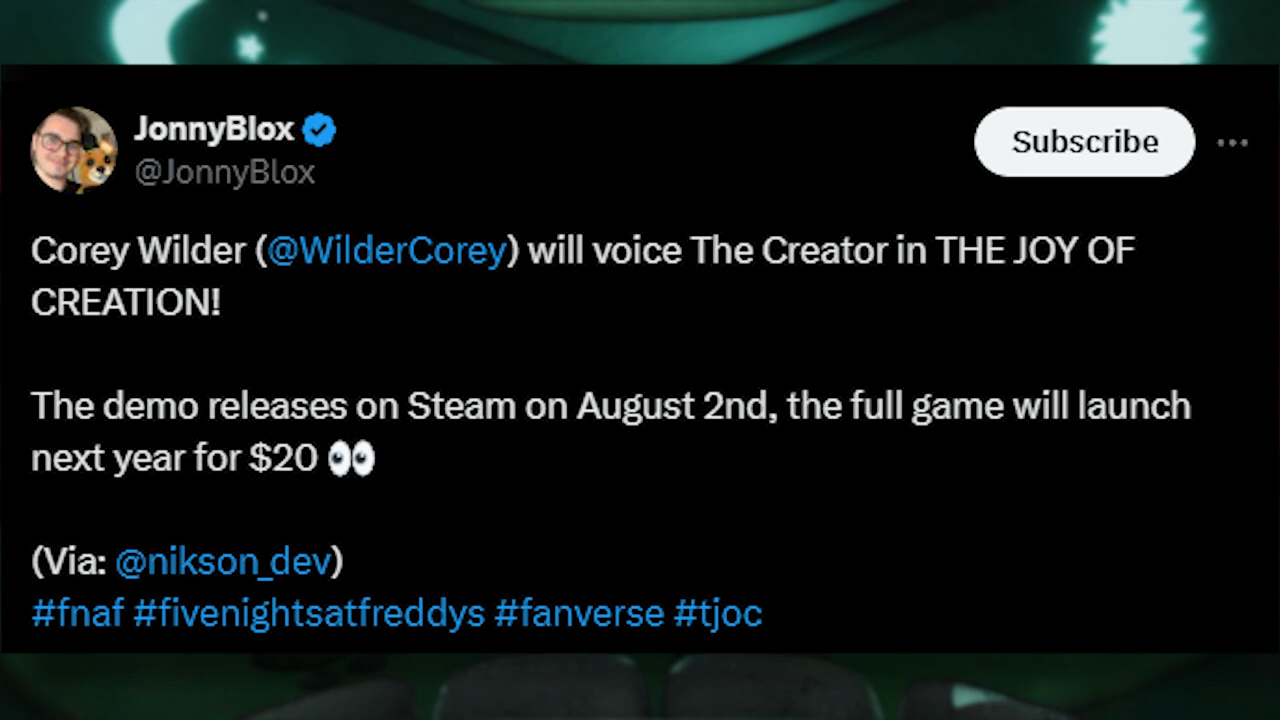 JonnyBlox
@JonnyBlox
Subscribe
Corey Wilder (@WilderCorey) will voice The Creator in THE JOY OF
CREATION!
The demo releases on Steam on August 2nd, the full game will launch
next year for $20 👀
(Via: @nikson_dev)
#fnaf #fivenightsatfreddys #fanverse #tjoc